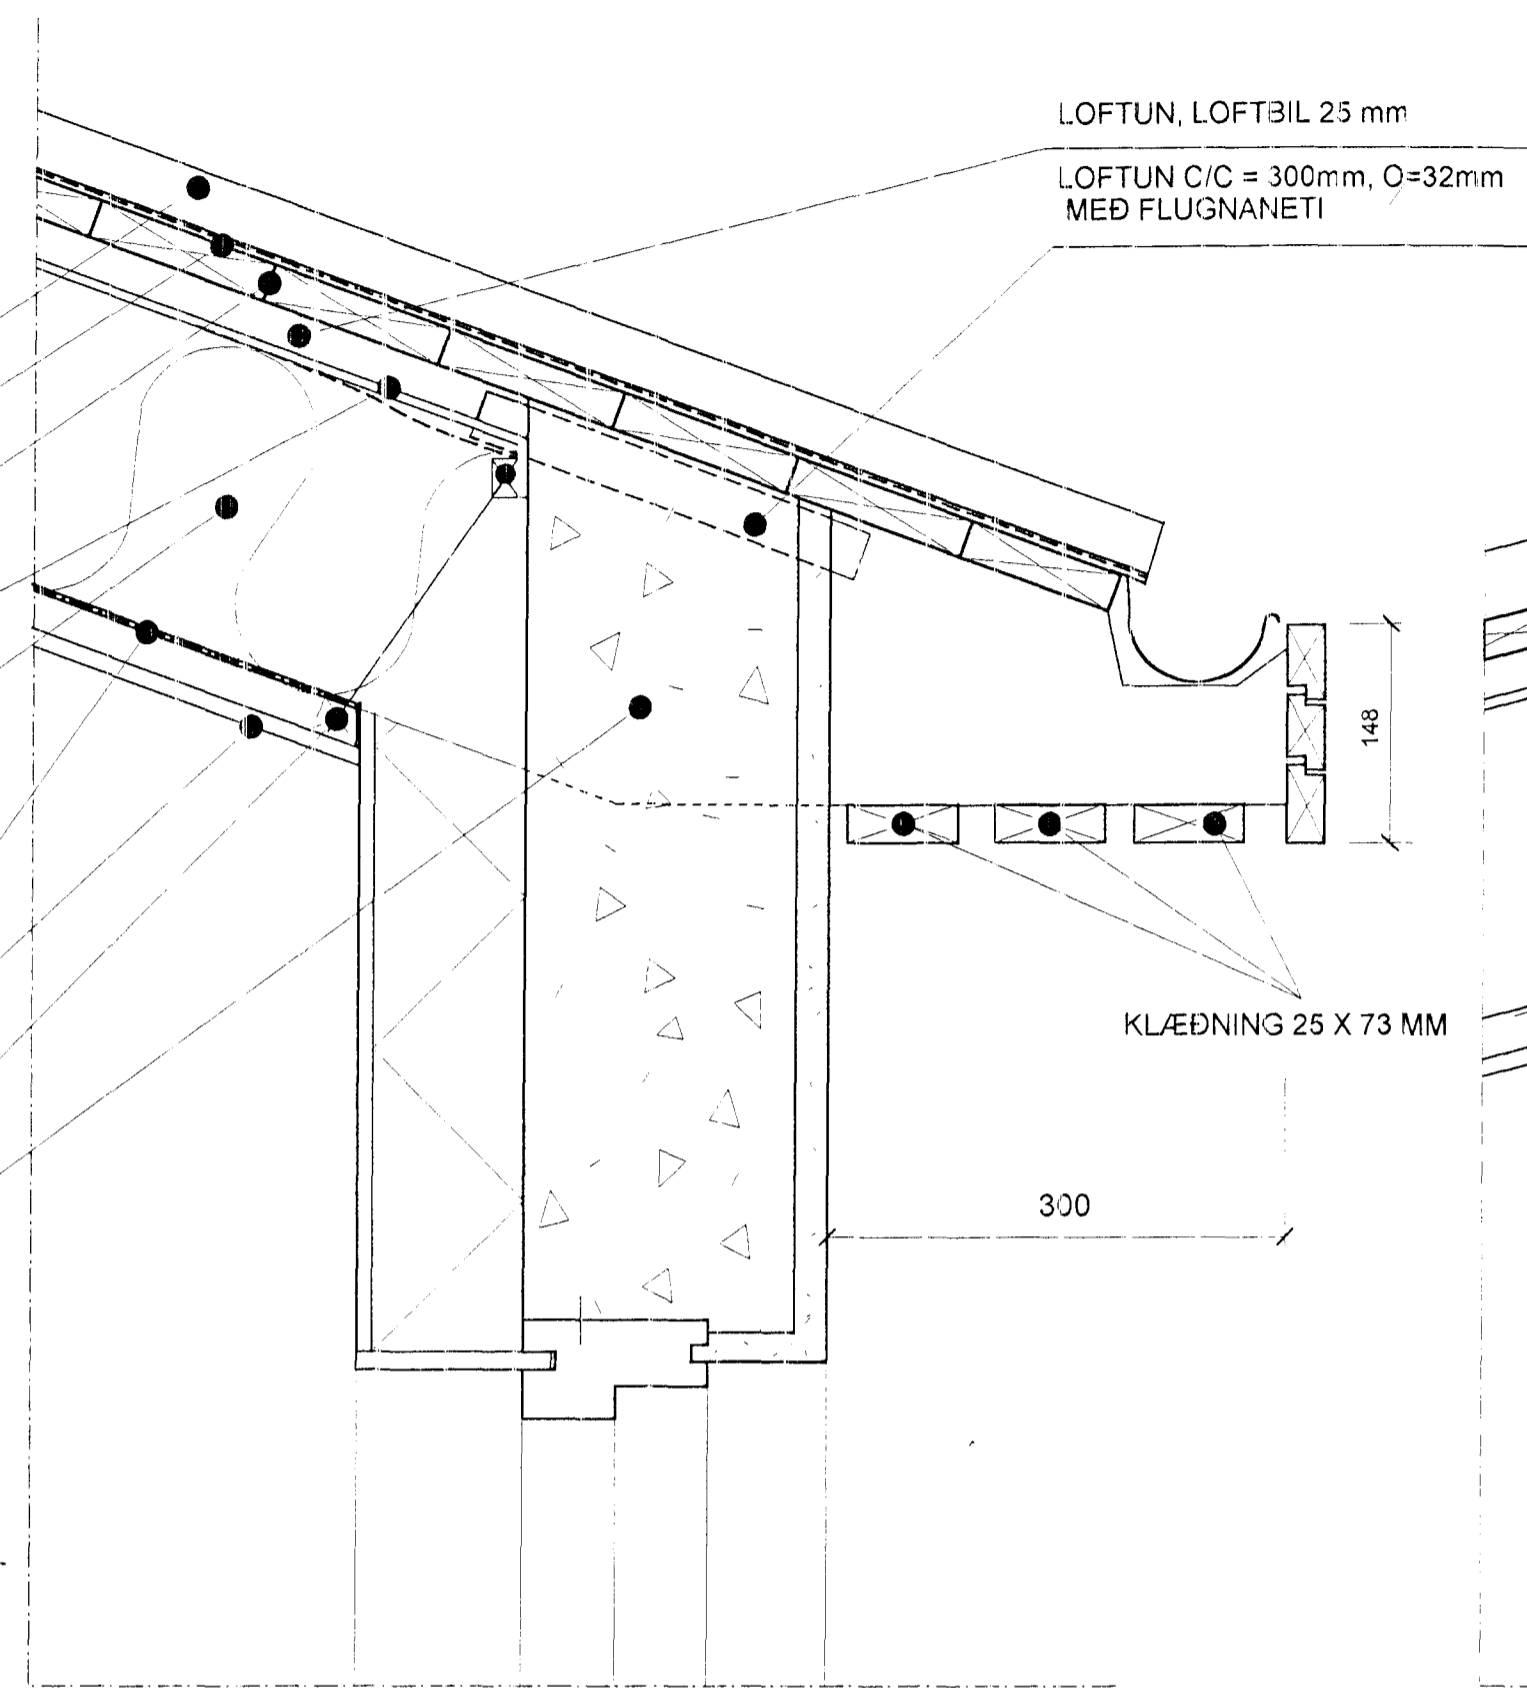 LOFTUN, LOFTBIL 25 mm
LOFTUN C/C = 300mm, O=32mm
MEÐ FLUGNANETI
148
KLÆÐNING 25 X 73 MM
300